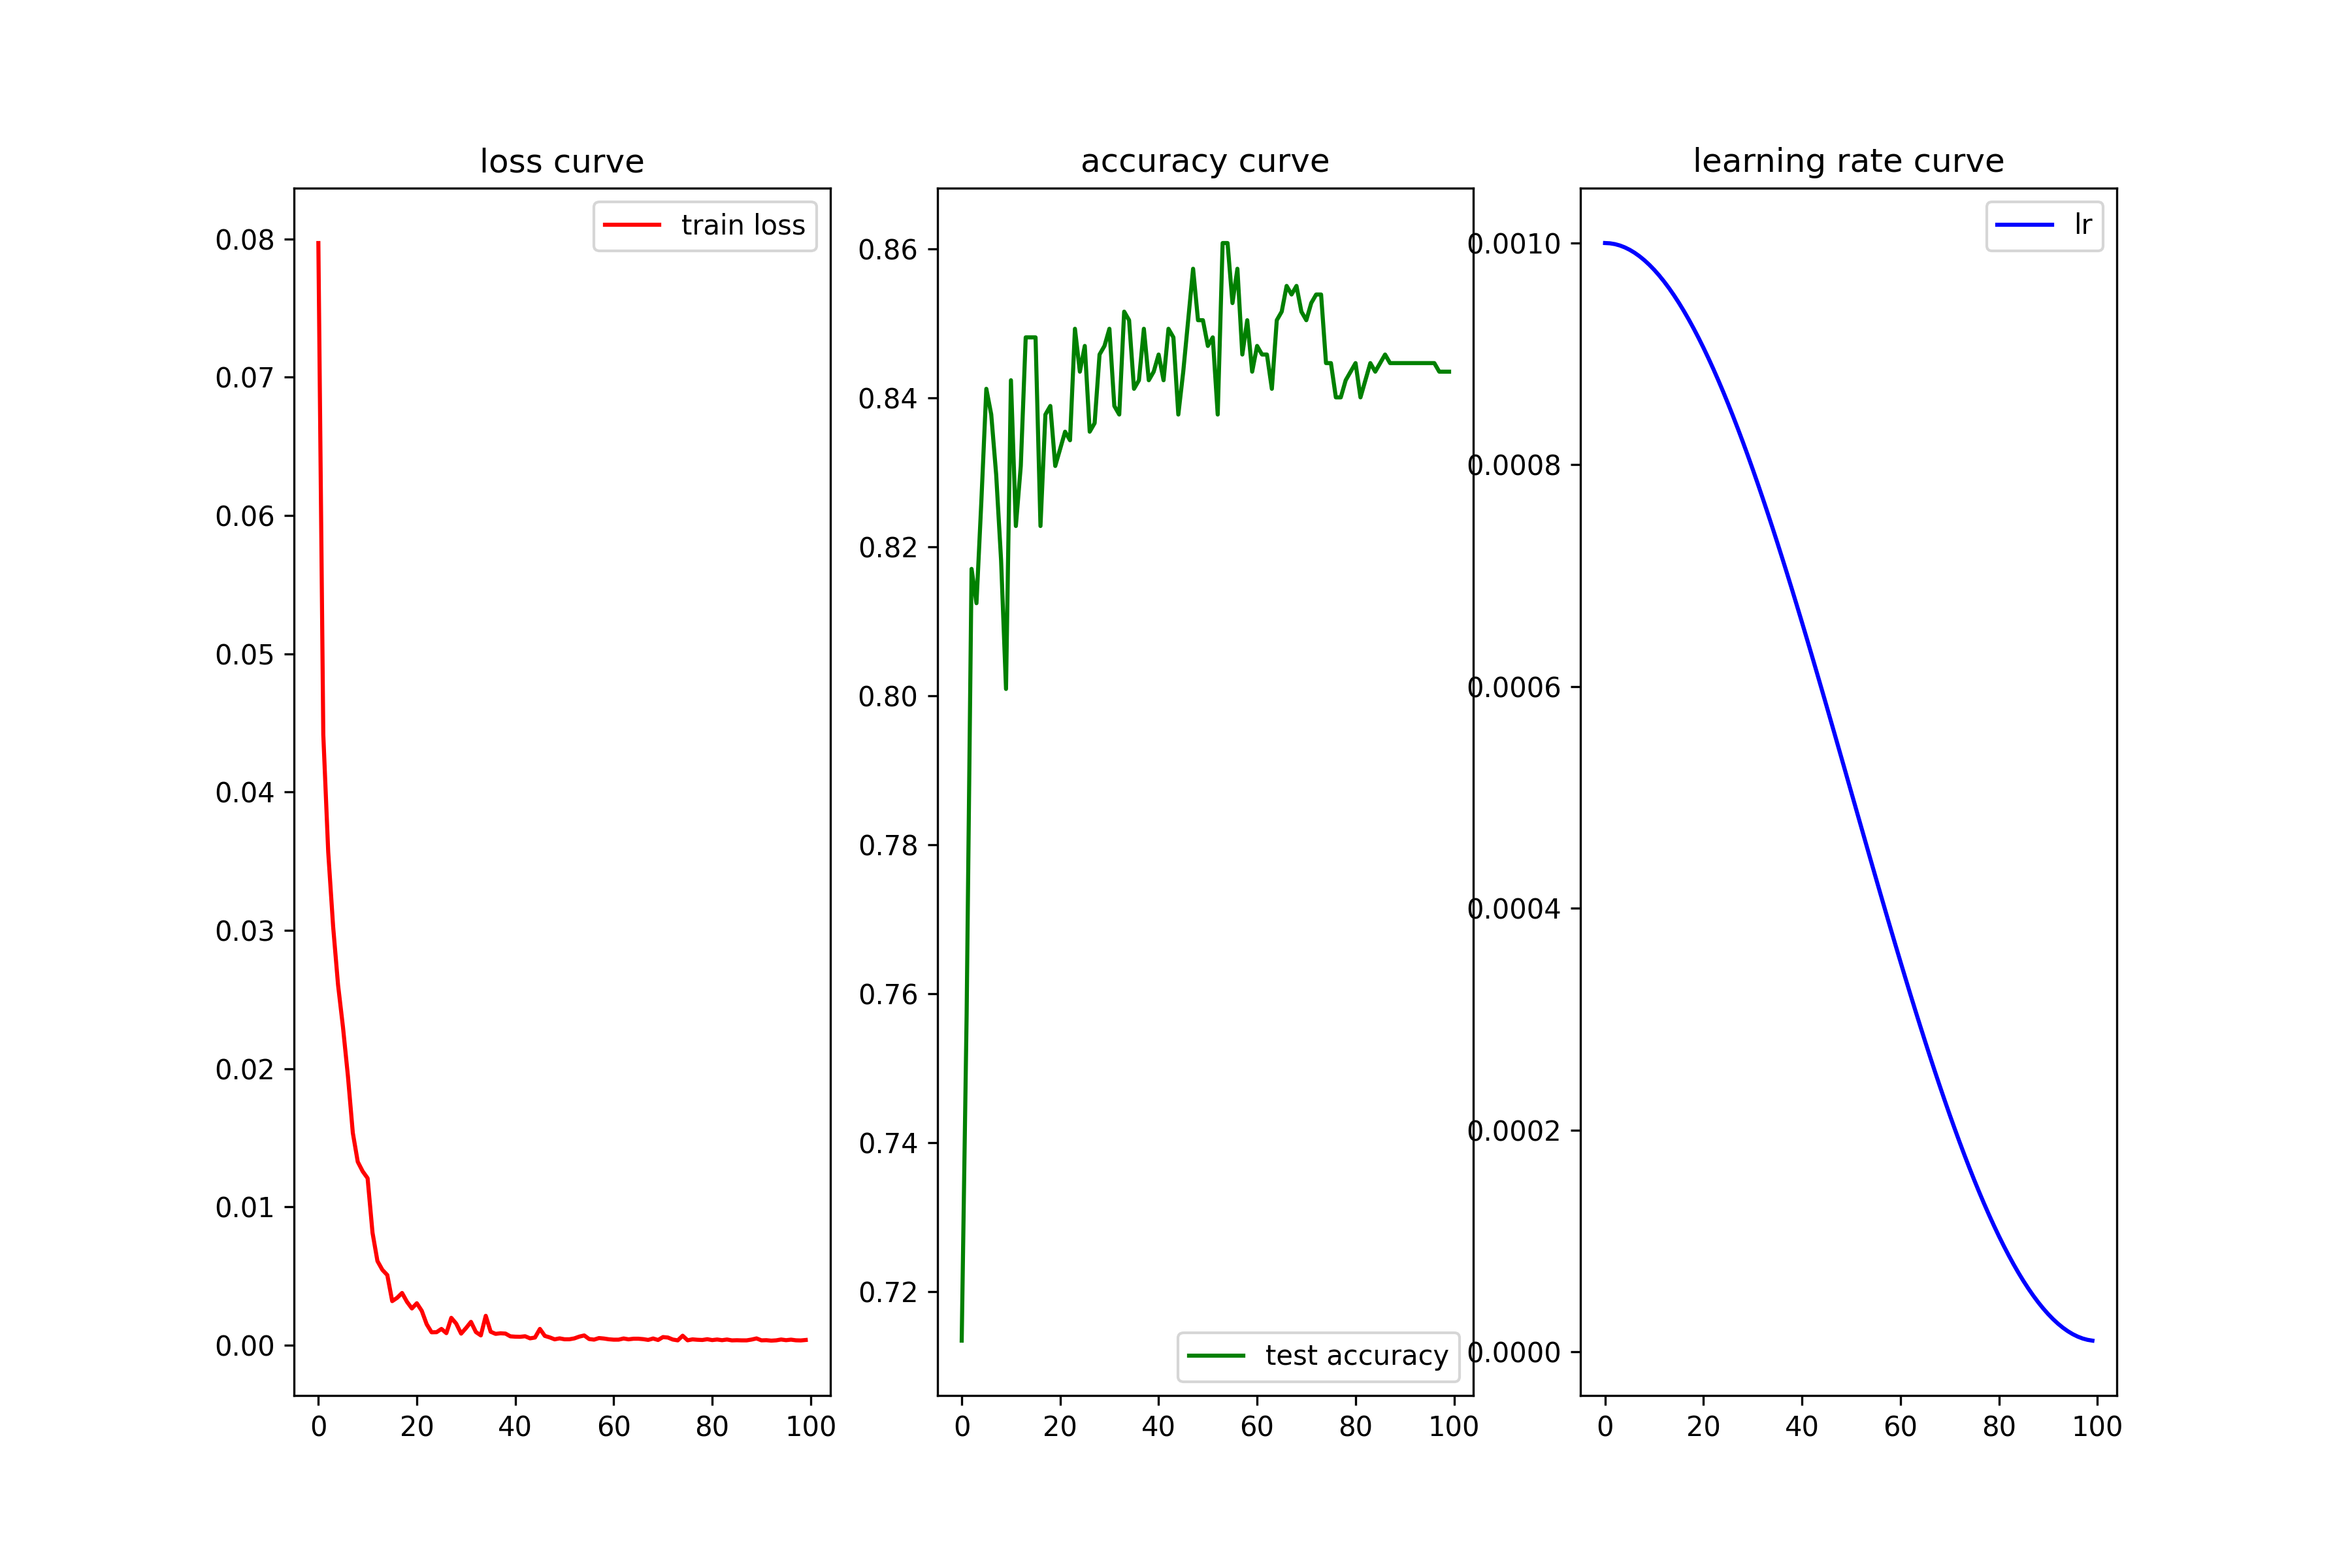 loss curve
train loss
0.08
0.07
0.06
0.05
0.04
0.03
0.02
0.01
0.00
0 20 40 60 80 100
accuracy curve
0.86
0.84
0.82
0.80
0.78
0.76
0.74
0.72
test accuracy
0 20 40 60 80 100
learning rate curve
lr
0.0010
0.0008
0.0006
0.0004
0.0002
0.0000
0 20 40 60 80 100